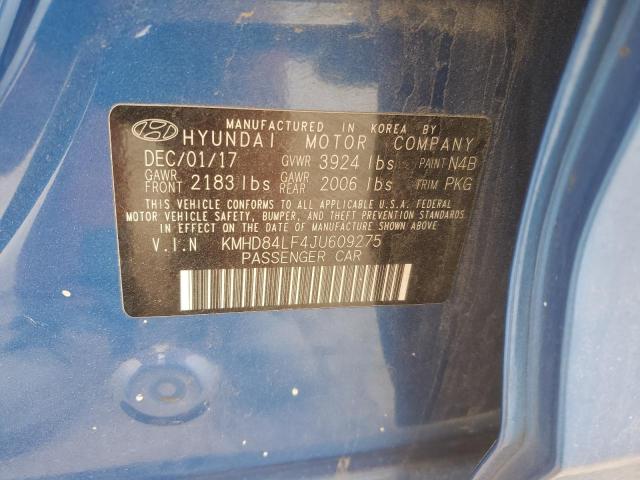 MANUFACTURED IN KOREA BY
HYUNDAI MOTOR COMPANY
DEC/01/17 GVWR 3924 lbs PAINT N4B
GAWR FRONT 2183 lbs GAWR REAR 2006 lbs TRIM PKG
THIS VEHICLE CONFORMS TO ALL APPLICABLE U.S.A. FEDERAL
MOTOR VEHICLE SAFETY, BUMPER, AND THEFT PREVENTION
STANDARDS IN EFFECT ON THE DATE OF MANUFACTURE SHOWN ABOVE
V.I.N KMHD84LF4JU609275
PASSENGER CAR